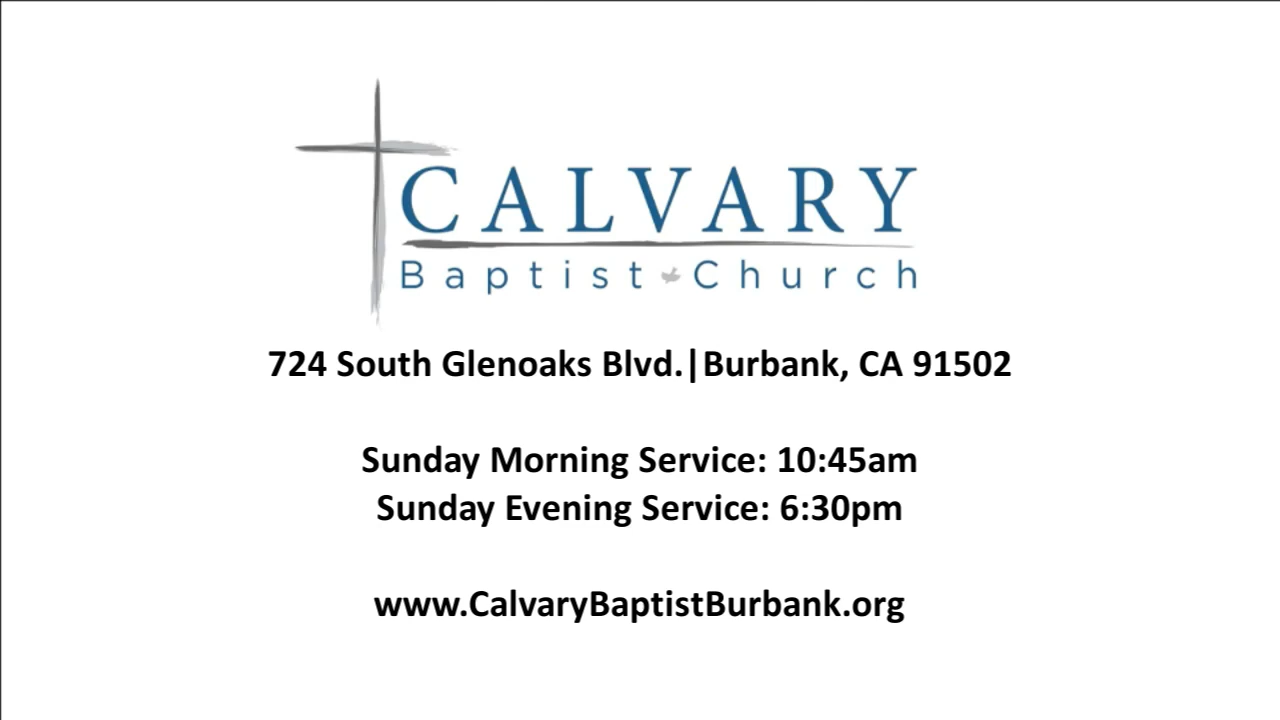 CALVARY
Baptist Church
724 South Glenoaks Blvd.|Burbank, CA 91502
Sunday Morning Service: 10:45am
Sunday Evening Service: 6:30pm
www.CalvaryBaptistBurbank.org